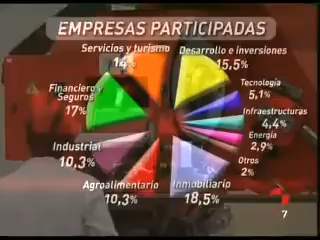 EMPRESAS PARTICIPADAS
Servicios y turismo
14%
Desarrollo e inversiones
15,5%
Tecnología
5,1%
Infraestructuras
4,4%
Energía
2,9%
Otros
2%
Inmobiliario
18,5%
Agroalimentario
10,3%
Industrial
10,3%
Financiero y
Seguros
17%
7